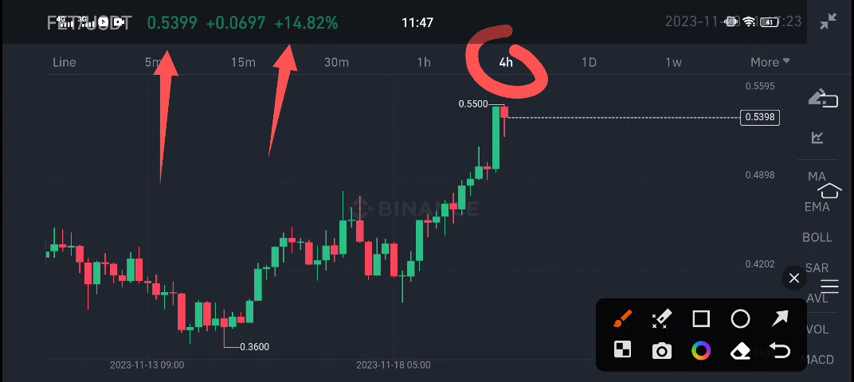 FET/USDT 0.5399 +0.0697 +14.82% 11:47 2023-11- :23
Line 5m 15m 30m 1h 4h 1D 1w More
0.5595
0.5500
0.5398
0.4898
MA
BINANCE
EMA
BOLL
0.4202
SAR
AVL
VOL
0.3600
MACD
2023-11-13 09:00 2023-11-18 05:00